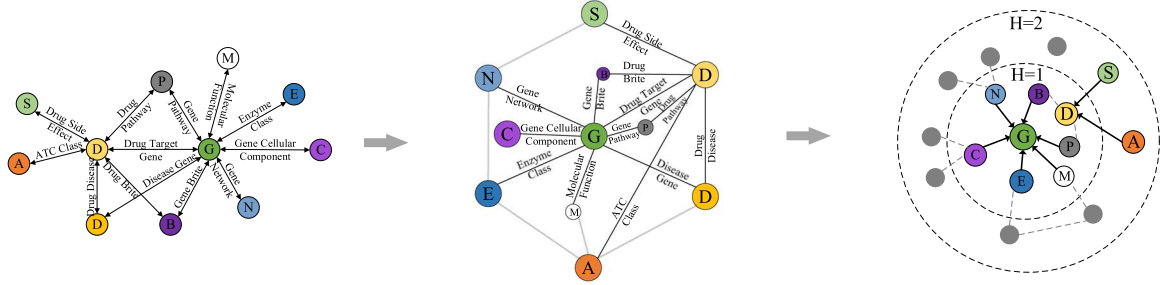 M
P
E
S
D
G
C
A
N
D
B
Drug Side
Effect
ATC Class
Drug
Pathway
Gene
Pathway
Molecular
Function
Enzyme
Class
Drug Target
Gene
Gene Cellular
Component
Drug Disease
Drug Brite
Disease Gene
Gene Brite
Gene
Network
S
N
B
D
C
G
P
E
M
D
A
Drug Side
Effect
Drug
Brite
Gene
Network
Gene
Brite
Drug Target
Gene
Drug
Pathway
Gene Cellular
Component
Gene
Pathway
Drug
Disease
Enzyme
Class
Molecular
Function
Disease
Gene
ATC
Class
H=2
H=1
S
N
B
D
G
A
C
P
E
M